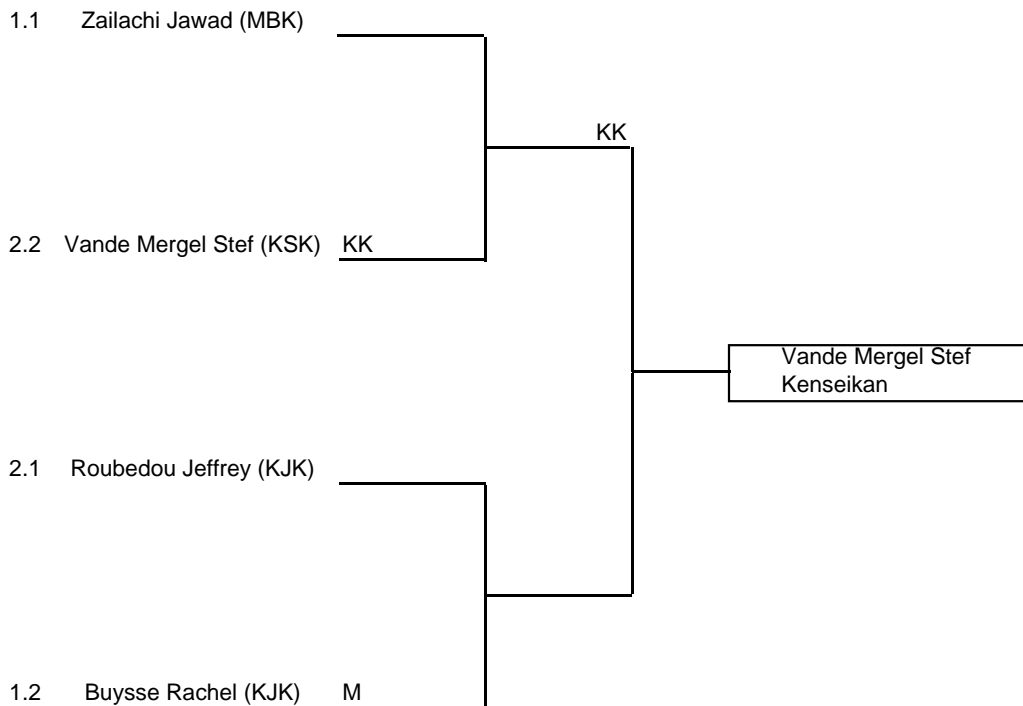 1.1 Zailachi Jawad (MBK)
KK
2.2 Vande Mergel Stef (KSK) KK
Vande Mergel Stef
Kenseikan
2.1 Roubedou Jeffrey (KJK)
1.2 Buysse Rachel (KJK) M